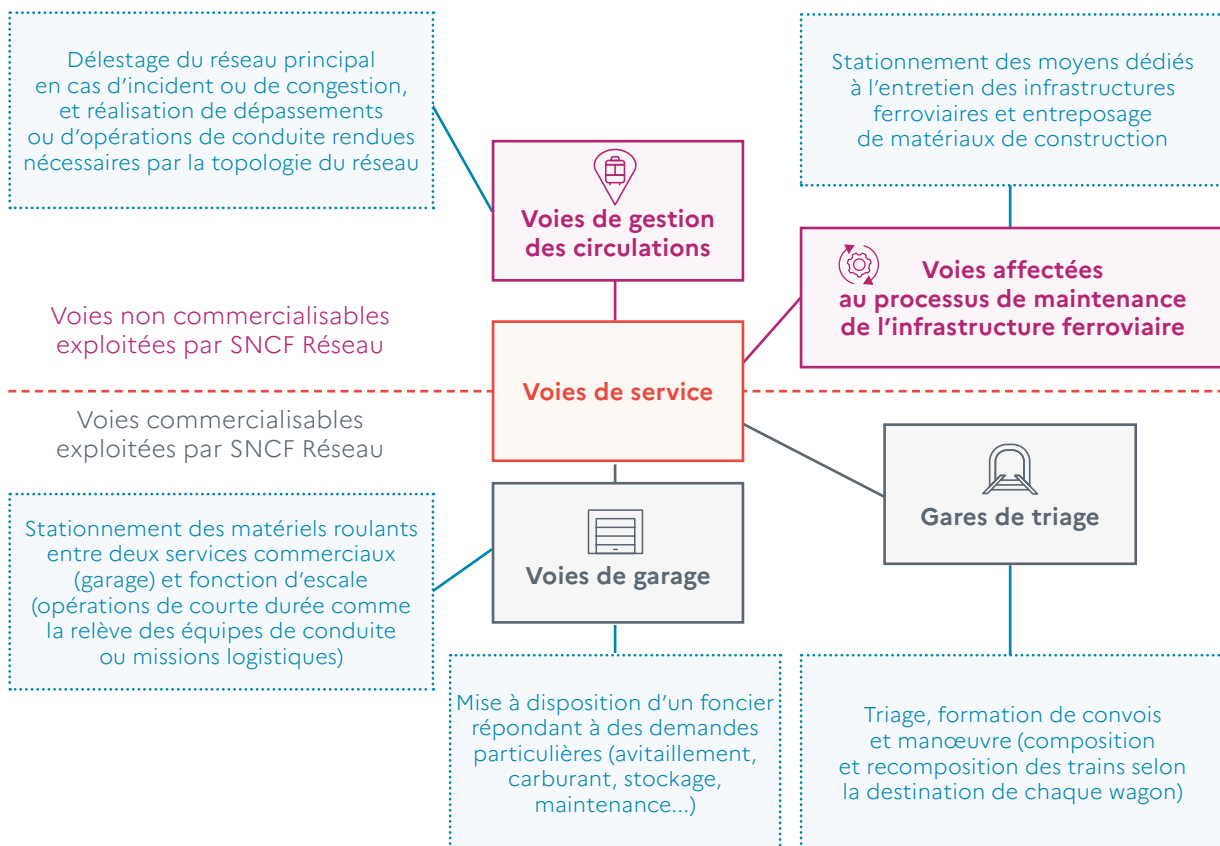 Délestage du réseau principal
en cas d’incident ou de congestion,
et réalisation de dépassements
ou d’opérations de conduite rendues
nécessaires par la topologie du réseau
Stationnement des moyens dédiés
à l’entretien des infrastructures
ferroviaires et entreposage
de matériaux de construction
Voies de gestion
des circulations
Voies affectées
au processus de maintenance
de l’infrastructure ferroviaire
Voies non commercialisables
exploitées par SNCF Réseau
Voies de service
Voies commercialisables
exploitées par SNCF Réseau
Gares de triage
Voies de garage
Stationnement des matériels roulants
entre deux services commerciaux
(garage) et fonction d’escale
(opérations de courte durée comme
la relève des équipes de conduite
ou missions logistiques)
Mise à disposition d’un foncier
répondant à des demandes
particulières (avitaillement,
carburant, stockage,
maintenance...)
Triage, formation de convois
et manœuvre (composition
et recomposition des trains selon
la destination de chaque wagon)